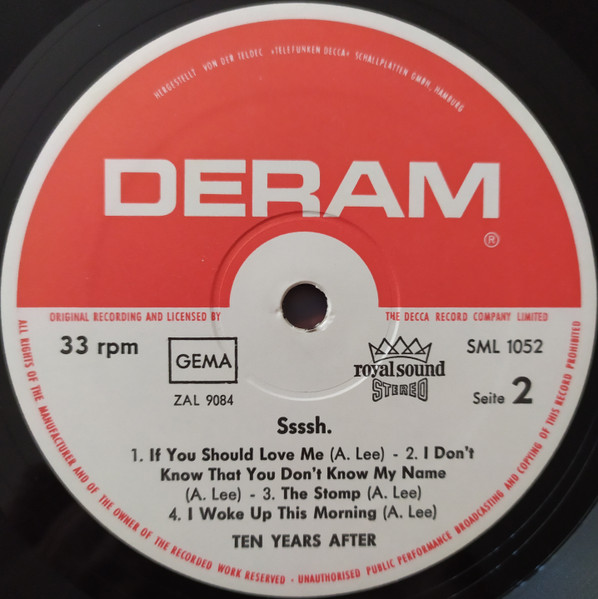 HERGESTELLT VON DER TELDEC »TELEFUNKEN DECCA« SCHALLPLATTEN GMBH, HAMBURG
DERAM
®
ORIGINAL RECORDING AND LICENSED BY THE DECCA RECORD COMPANY LIMITED
33 rpm
GEMA
ZAL 9084
royal sound
STEREO
SML 1052
Seite 2
Ssssh.
1. If You Should Love Me (A. Lee) - 2. I Don't
Know That You Don't Know My Name
(A. Lee) - 3. The Stomp (A. Lee)
4. I Woke Up This Morning (A. Lee)
TEN YEARS AFTER
ALL RIGHTS OF THE MANUFACTURER AND OF THE OWNER OF THE RECORDED WORK RESERVED - UNAUTHORISED PUBLIC PERFORMANCE BROADCASTING AND COPYING OF THIS RECORD PROHIBITED